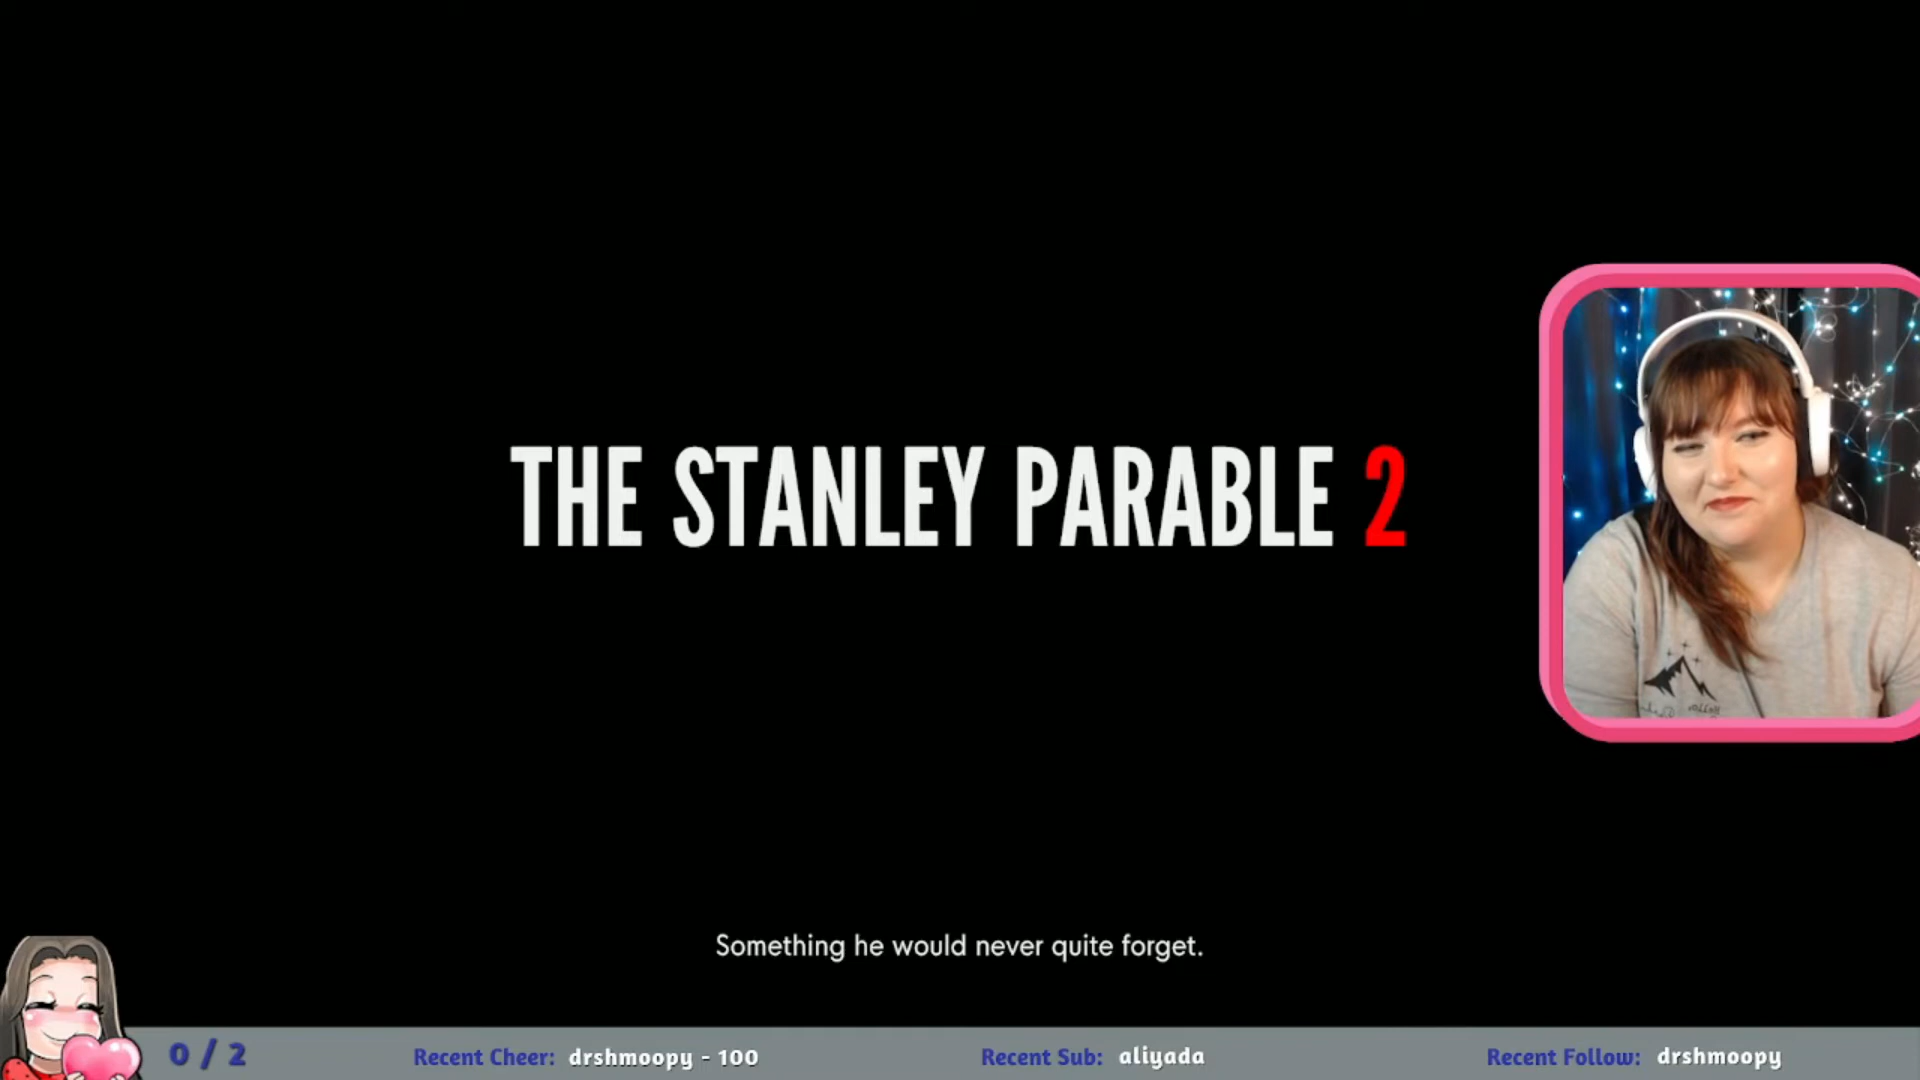 THE STANLEY PARABLE 2
Something he would never quite forget.
0 / 2
Recent Cheer: drshmoopy - 100
Recent Sub: aliyada
Recent Follow: drshmoopy